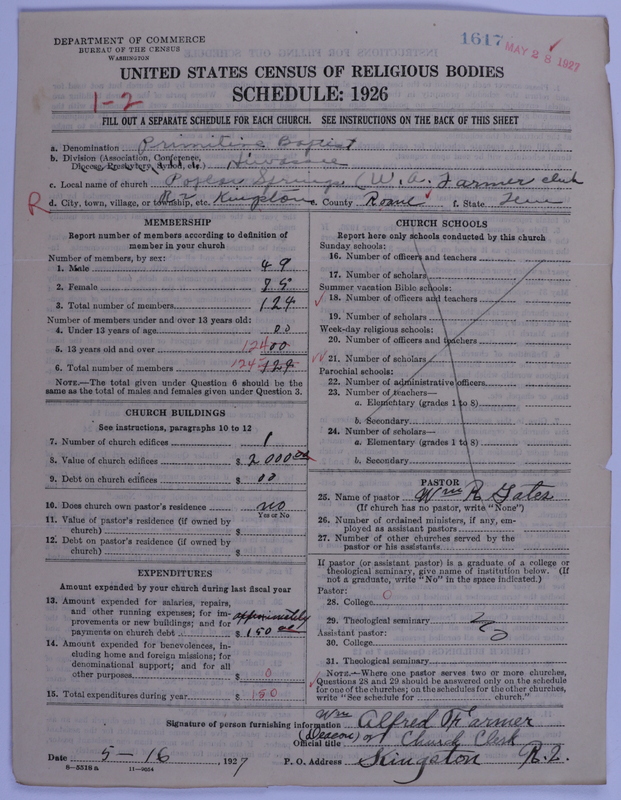 DEPARTMENT OF COMMERCE
BUREAU OF THE CENSUS
WASHINGTON
1617
MAY 28 1927
UNITED STATES CENSUS OF RELIGIOUS BODIES
SCHEDULE: 1926
1-2
FILL OUT A SEPARATE SCHEDULE FOR EACH CHURCH. SEE INSTRUCTIONS ON THE BACK OF THIS SHEET
a. Denomination Primitive Baptist
b. Division (Association, Conference, Diocese, Presbytery, Synod, etc.) Hiwassee
c. Local name of church Poplar Springs (W. A. Farmer clerk
R d. City, town, village, or township, etc. R2 Kingston e. County Roane f. State Tenn
MEMBERSHIP
Report number of members according to definition of
member in your church
Number of members, by sex:
1. Male 49
2. Female 75
3. Total number of members 124
Number of members under and over 13 years old:
4. Under 13 years of age 00
5. 13 years old and over 124 00
6. Total number of members 124 124
NOTE.—The total given under Question 6 should be the
same as the total of males and females given under Question 3.
CHURCH BUILDINGS
See instructions, paragraphs 10 to 12
7. Number of church edifices 1
8. Value of church edifices $ 2000 00
9. Debt on church edifices $ 00
10. Does church own pastor's residence no
Yes or No
11. Value of pastor's residence (if owned by
church) $
12. Debt on pastor's residence (if owned by
church) $
EXPENDITURES
Amount expended by your church during last fiscal year
13. Amount expended for salaries, repairs,
and other running expenses; for im-
provements or new buildings; and for
payments on church debt approximately $ 150 00
14. Amount expended for benevolences, in-
cluding home and foreign missions; for
denominational support; and for all
other purposes $ 0
15. Total expenditures during year $ 150
CHURCH SCHOOLS
Report here only schools conducted by this church
Sunday schools:
16. Number of officers and teachers
17. Number of scholars
Summer vacation Bible schools:
18. Number of officers and teachers
19. Number of scholars
Week-day religious schools:
20. Number of officers and teachers
21. Number of scholars
Parochial schools:
22. Number of administrative officers
23. Number of teachers—
a. Elementary (grades 1 to 8)
b. Secondary
24. Number of scholars—
a. Elementary (grades 1 to 8)
b. Secondary
PASTOR
25. Name of pastor Wm R. Gates
(If church has no pastor, write "None")
26. Number of ordained ministers, if any, em-
ployed as assistant pastors
27. Number of other churches served by the
pastor or his assistants
If pastor (or assistant pastor) is a graduate of a college or
theological seminary, give name of institution below. (If
not a graduate, write "No" in the space indicated.)
Pastor: 0
28. College
29. Theological seminary
Assistant pastor:
30. College
31. Theological seminary
NOTE.—Where one pastor serves two or more churches,
Questions 28 and 29 should be answered only on the schedule
for one of the churches; on the schedules for the other churches,
write "See schedule for church."
Signature of person furnishing information Wm Alfred Farmer
Official title (Deacon) or Church Clerk
Date 5-16, 1927 P. O. Address Kingston R. 2.
8-5518a 11-3034